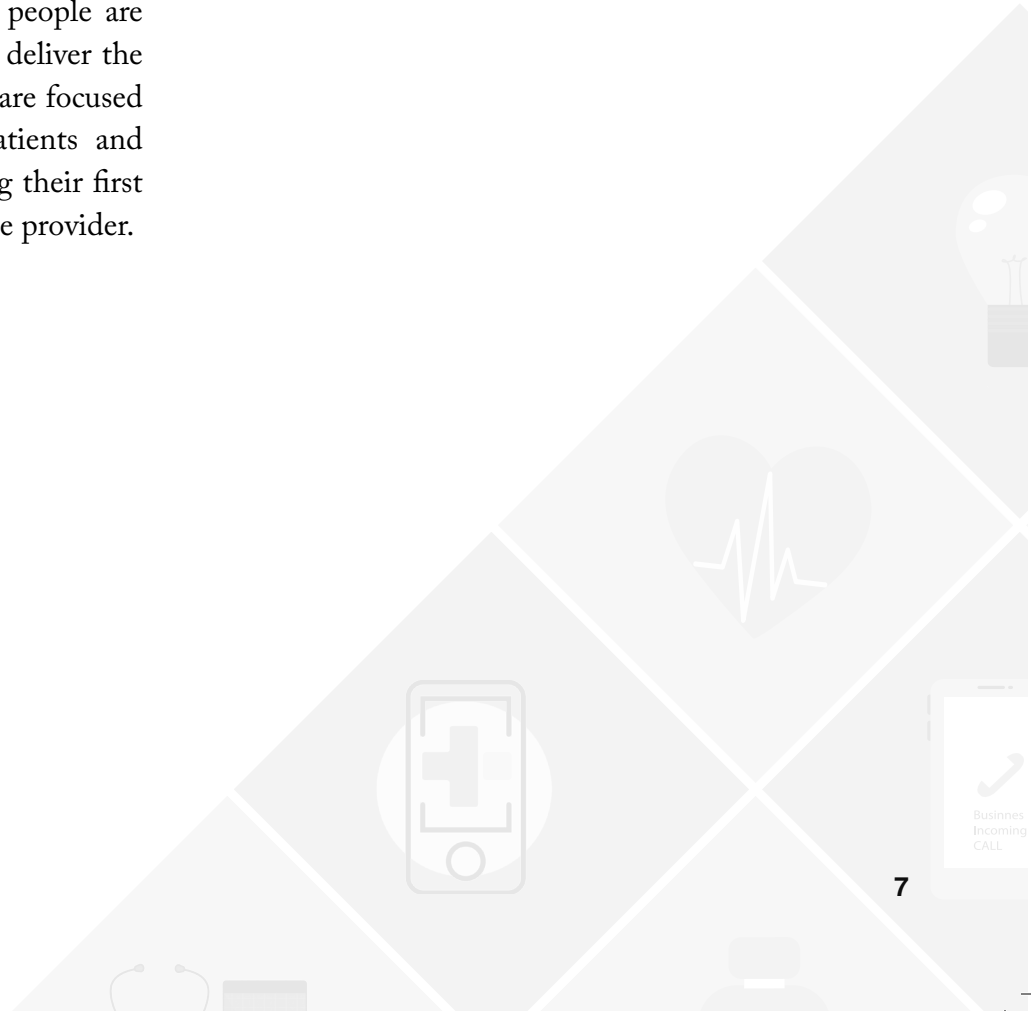 people are
deliver the
are focused
atients and
g their first
e provider.
Businnes
Incoming
CALL
7